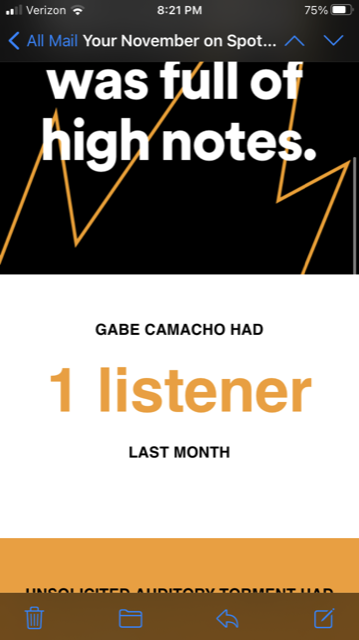 Verizon 8:21 PM 75%
All Mail Your November on Spot...
was full of
high notes.
GABE CAMACHO HAD
1 listener
LAST MONTH
UNSOLICITED AUDITORY TORMENT HAD